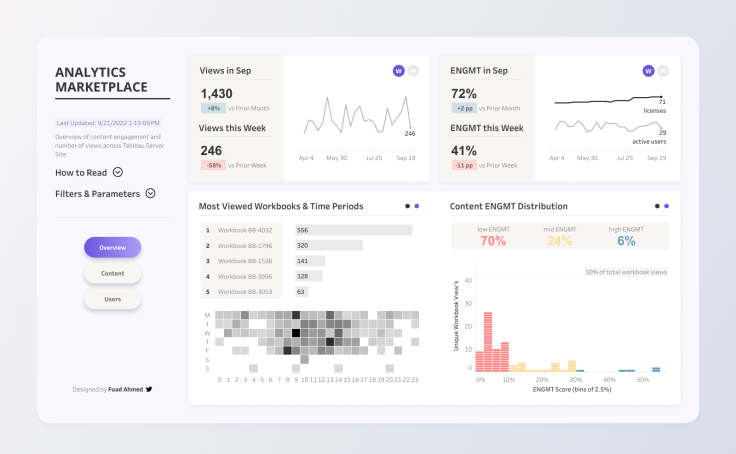 ANALYTICS
MARKETPLACE
Last Updated: 9/21/2022 1:19:09 PM
Overview of content engagement and
number of views across Tableau Server
Site.
How to Read
Filters & Parameters
Overview
Content
Users
Designed by Fuad Ahmed
Views in Sep
W M
1,430
+8% vs Prior Month
Views this Week
246
-58% vs Prior Week
246
Apr 4 May 30 Jul 25 Sep 19
ENGMT in Sep
W M
72%
+2 pp vs Prior Month
ENGMT this Week
41%
-11 pp vs Prior Week
71
licenses
29
active users
Apr 4 May 30 Jul 25 Sep 19
Most Viewed Workbooks & Time Periods
1 Workbook BB-4032 556
2 Workbook BB-1796 320
3 Workbook BB-1536 141
4 Workbook BB-3996 128
5 Workbook BB-3053 63
M
T
W
T
F
S
S
0 1 2 3 4 5 6 7 8 9 10 11 12 13 14 15 16 17 18 19 20 21 22 23
Content ENGMT Distribution
low ENGMT mid ENGMT high ENGMT
70% 24% 6%
50% of total workbook views
Unique Workbook View's
40
30
20
10
0
0% 10% 20% 30% 40% 50%
ENGMT Score (bins of 2.5%)